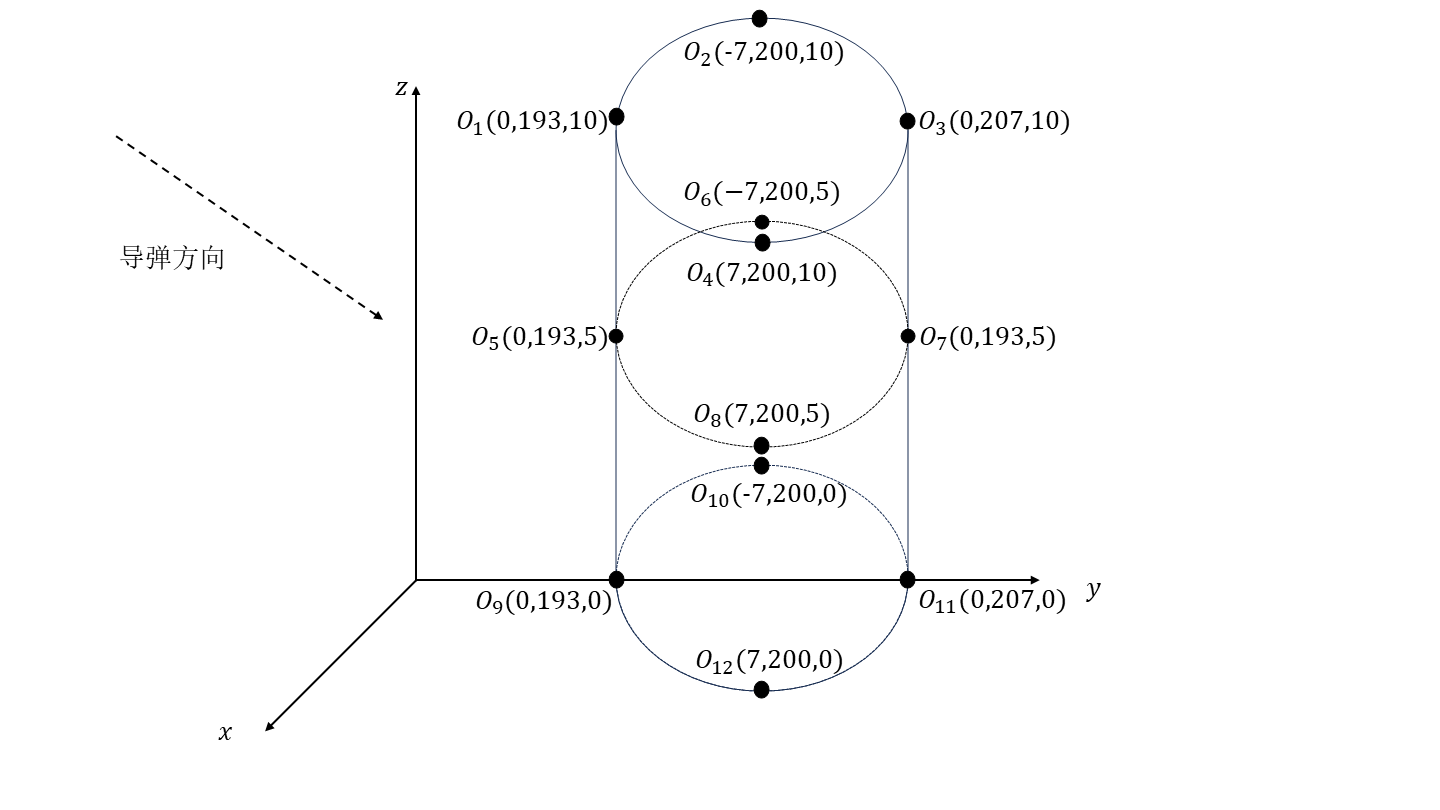 O₂(-7,200,10)
z
O₁(0,193,10)
O₃(0,207,10)
O₆(−7,200,5)
导弹方向
O₄(7,200,10)
O₅(0,193,5)
O₇(0,193,5)
O₈(7,200,5)
O₁₀(-7,200,0)
y
O₉(0,193,0)
O₁₁(0,207,0)
O₁₂(7,200,0)
x